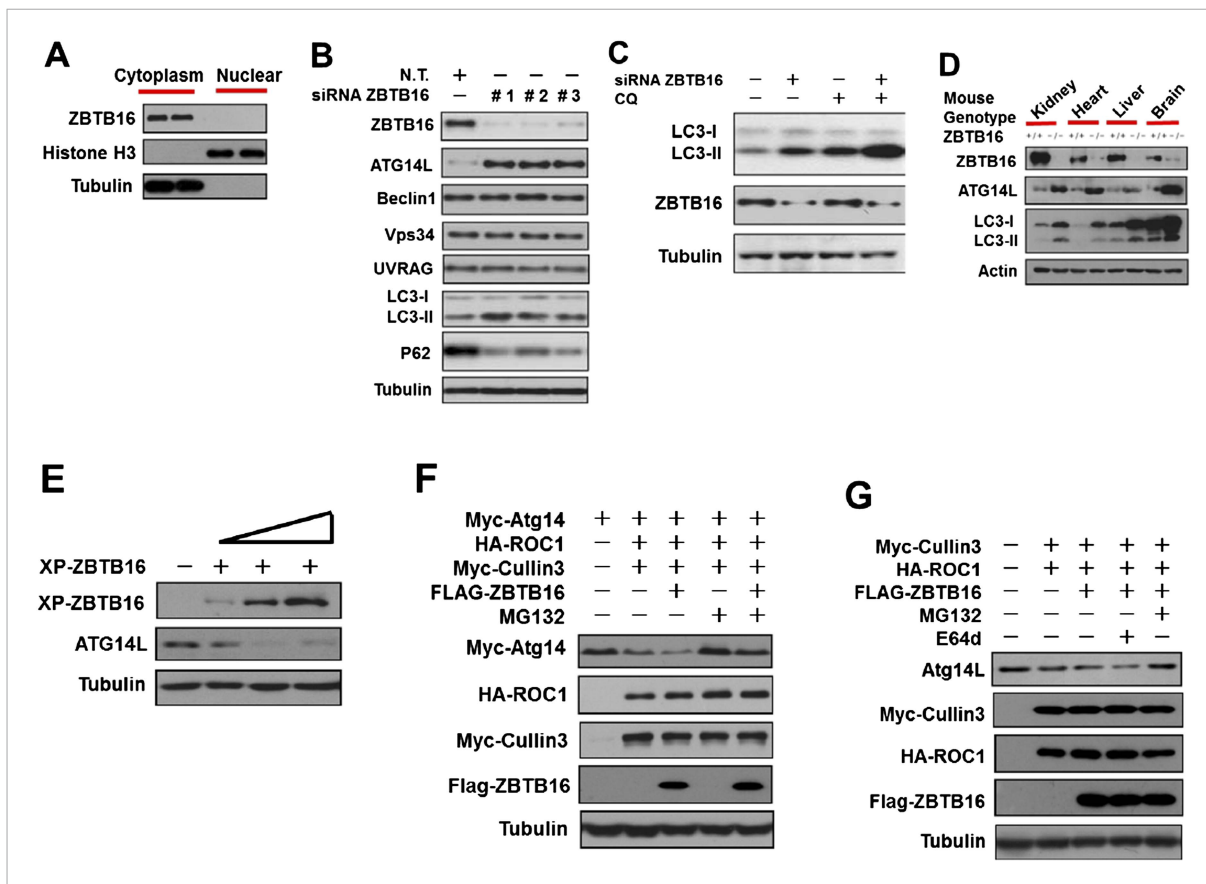 A
Cytoplasm Nuclear
ZBTB16
Histone H3
Tubulin
B
N.T. + – – –
siRNA ZBTB16 – #1 #2 #3
ZBTB16
ATG14L
Beclin1
Vps34
UVRAG
LC3-I
LC3-II
P62
Tubulin
C
siRNA ZBTB16 – + – +
CQ – – + +
LC3-I
LC3-II
ZBTB16
Tubulin
D
Mouse Genotype Kidney Heart Liver Brain
ZBTB16 +/+ –/– +/+ –/– +/+ –/– +/+ –/–
ZBTB16
ATG14L
LC3-I
LC3-II
Actin
E
XP-ZBTB16 – + + +
XP-ZBTB16
ATG14L
Tubulin
F
Myc-Atg14 + + + + +
HA-ROC1 – + + + +
Myc-Cullin3 – + + + +
FLAG-ZBTB16 – – + – +
MG132 – – – + +
Myc-Atg14
HA-ROC1
Myc-Cullin3
Flag-ZBTB16
Tubulin
G
Myc-Cullin3 – + + + +
HA-ROC1 – + + + +
FLAG-ZBTB16 – – + + +
MG132 – – – – +
E64d – – – + –
Atg14L
Myc-Cullin3
HA-ROC1
Flag-ZBTB16
Tubulin